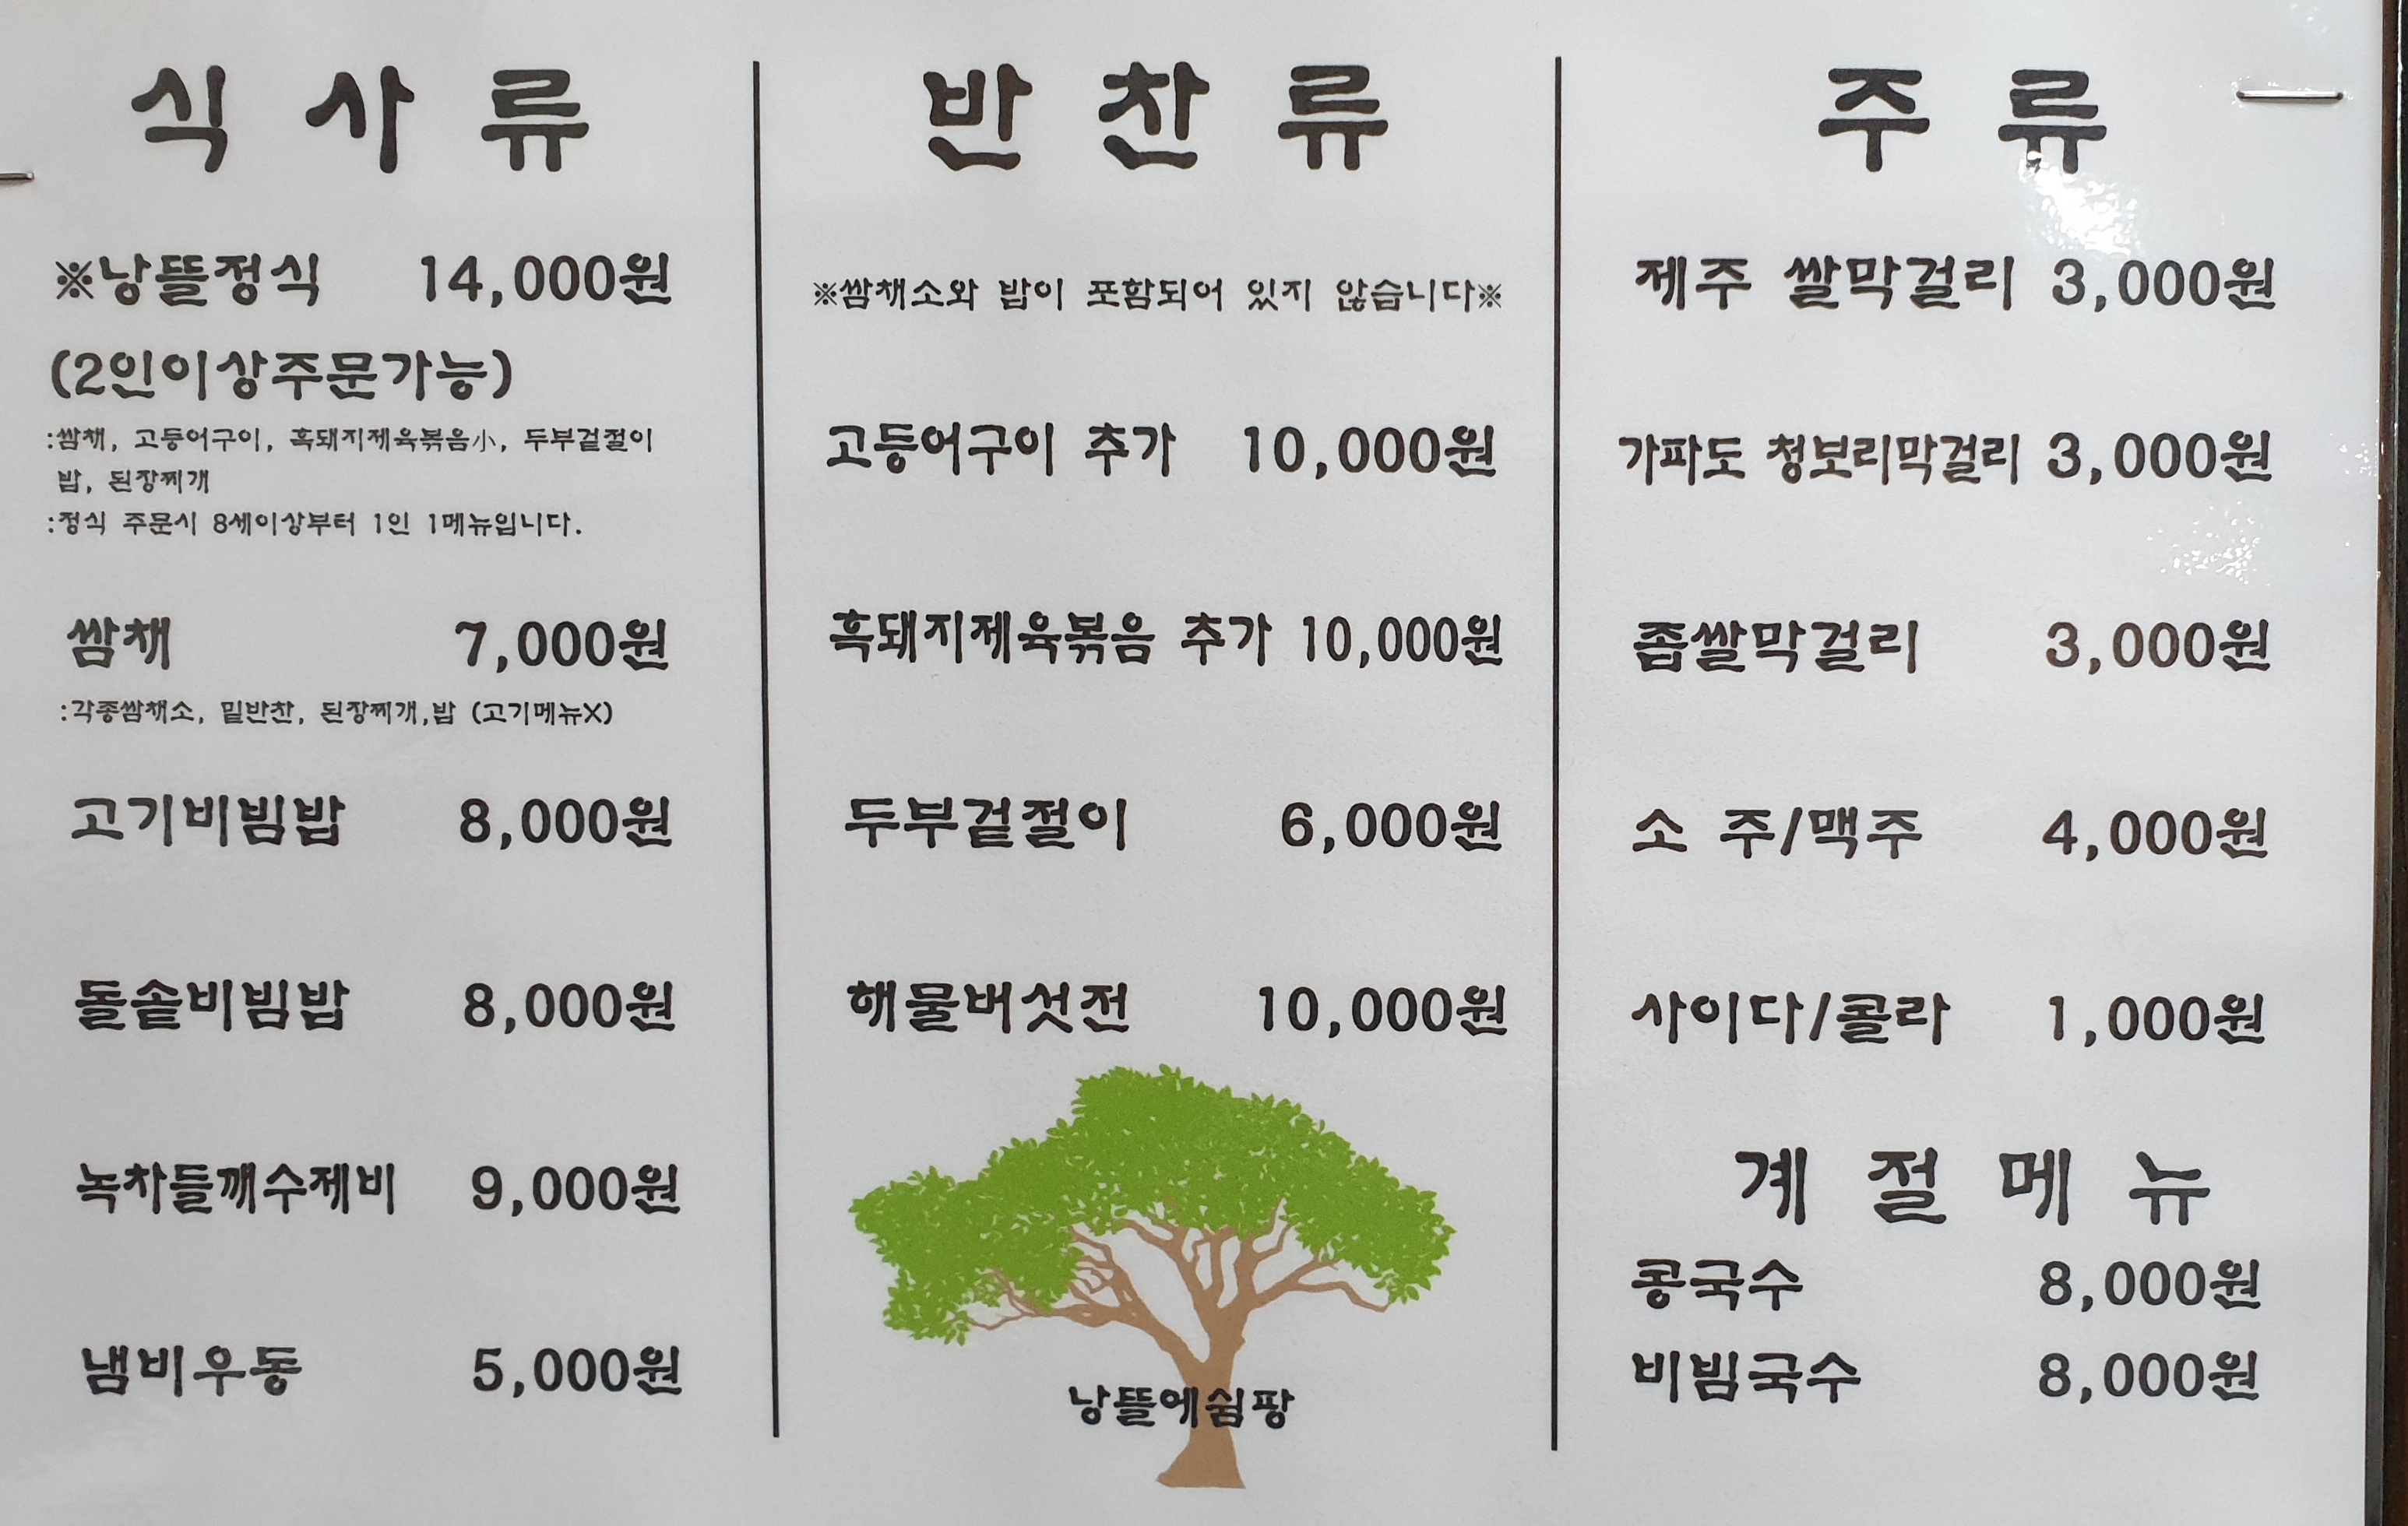 식 사 류
※낭뜰정식 14,000원
(2인이상주문가능)
:쌈채, 고등어구이, 흑돼지제육볶음小, 두부겉절이
밥, 된장찌개
:정식 주문시 8세이상부터 1인 1메뉴입니다.
쌈채 7,000원
:각종쌈채소, 밑반찬, 된장찌개,밥 (고기메뉴X)
고기비빔밥 8,000원
돌솥비빔밥 8,000원
녹차들깨수제비 9,000원
냄비우동 5,000원
반 찬 류
※쌈채소와 밥이 포함되어 있지 않습니다※
고등어구이 추가 10,000원
흑돼지제육볶음 추가 10,000원
두부겉절이 6,000원
해물버섯전 10,000원
낭뜰에쉼팡
주 류
제주 쌀막걸리 3,000원
가파도 청보리막걸리 3,000원
좁쌀막걸리 3,000원
소 주/맥주 4,000원
사이다/콜라 1,000원
계 절 메 뉴
콩국수 8,000원
비빔국수 8,000원